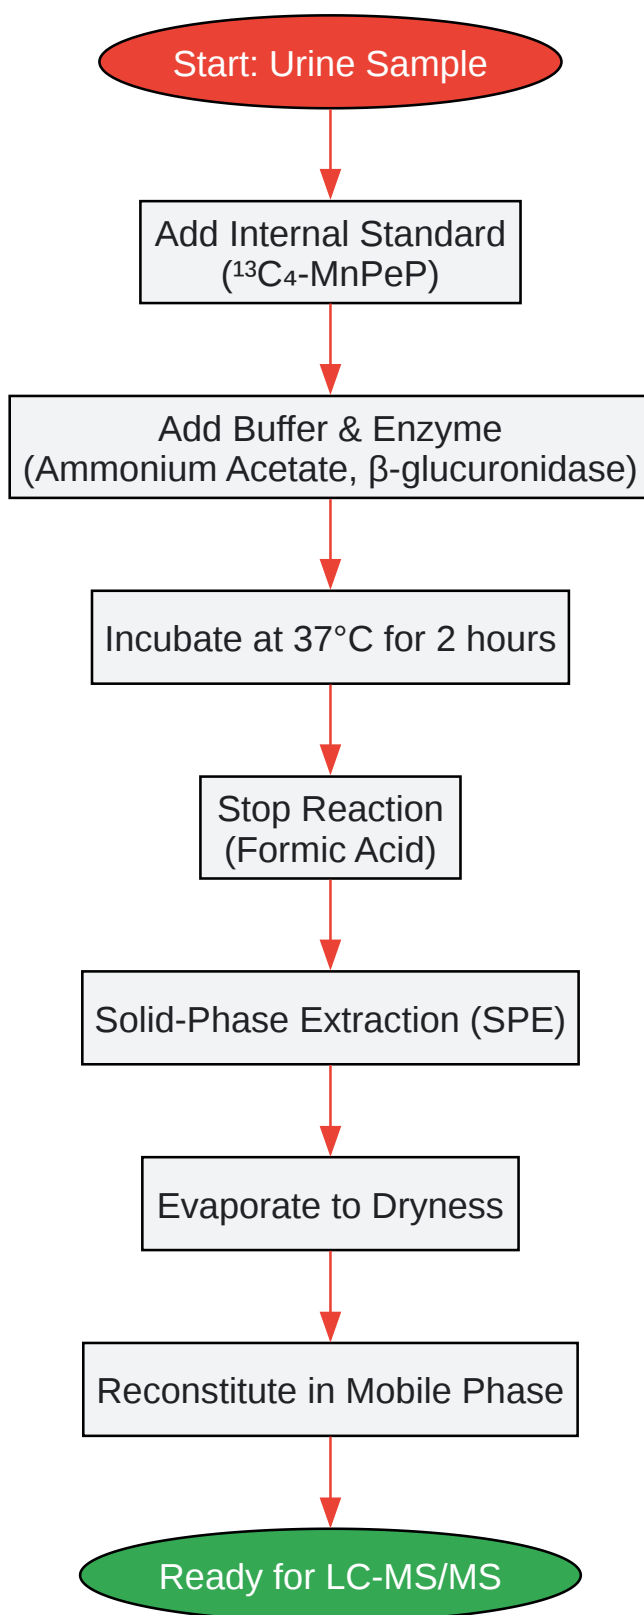 Start: Urine Sample
Add Internal Standard
(¹³C₄-MnPeP)
Add Buffer & Enzyme
(Ammonium Acetate, β-glucuronidase)
Incubate at 37°C for 2 hours
Stop Reaction
(Formic Acid)
Solid-Phase Extraction (SPE)
Evaporate to Dryness
Reconstitute in Mobile Phase
Ready for LC-MS/MS